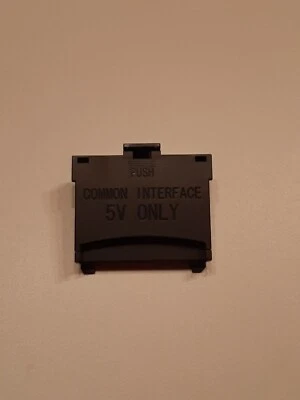 PUSH
COMMON INTERFACE
5V ONLY